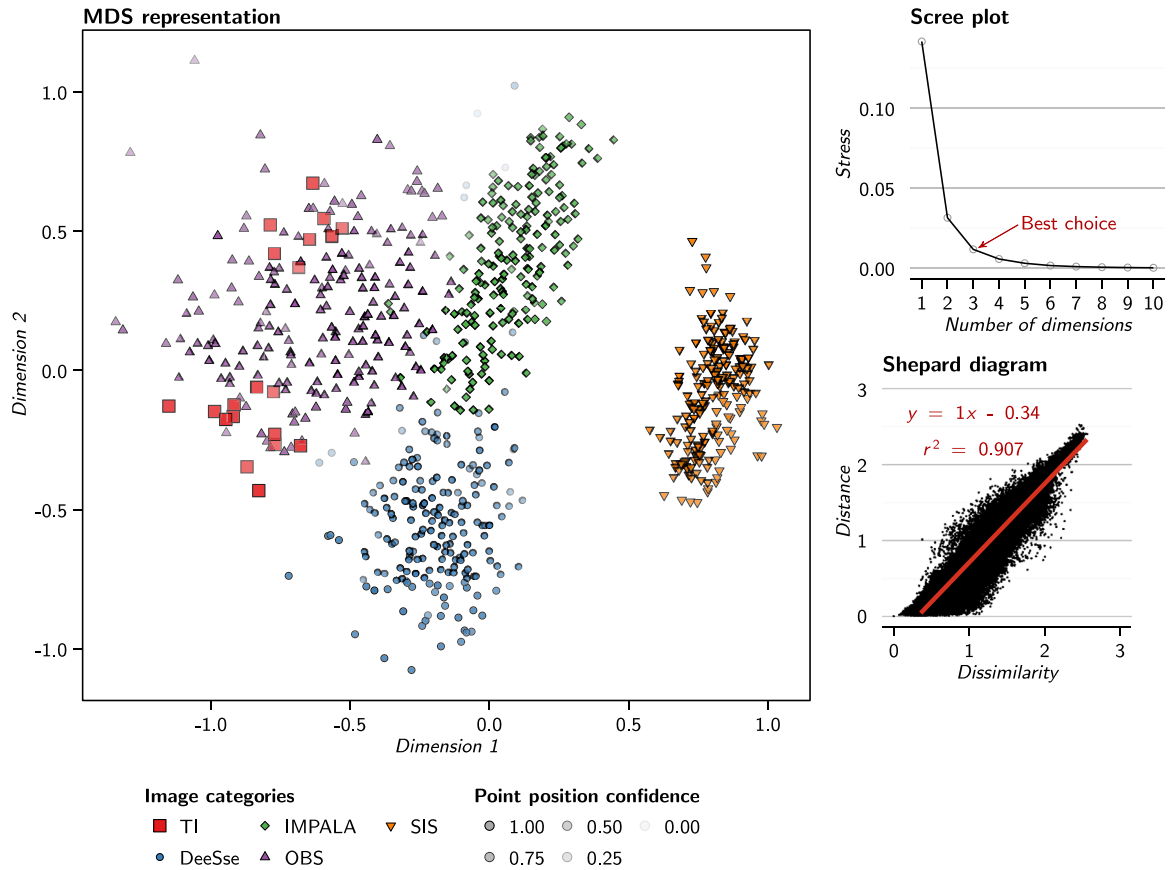 MDS representation
1.0
0.5
0.0
-0.5
-1.0
Dimension 2
-1.0 -0.5 0.0 0.5 1.0
Dimension 1
Scree plot
0.10
0.05
0.00
Stress
Best choice
1 2 3 4 5 6 7 8 9 10
Number of dimensions
Shepard diagram
3
2
1
0
Distance
y = 1x - 0.34
r² = 0.907
0 1 2 3
Dissimilarity
Image categories
TI IMPALA SIS
DeeSse OBS
Point position confidence
1.00 0.50 0.00
0.75 0.25